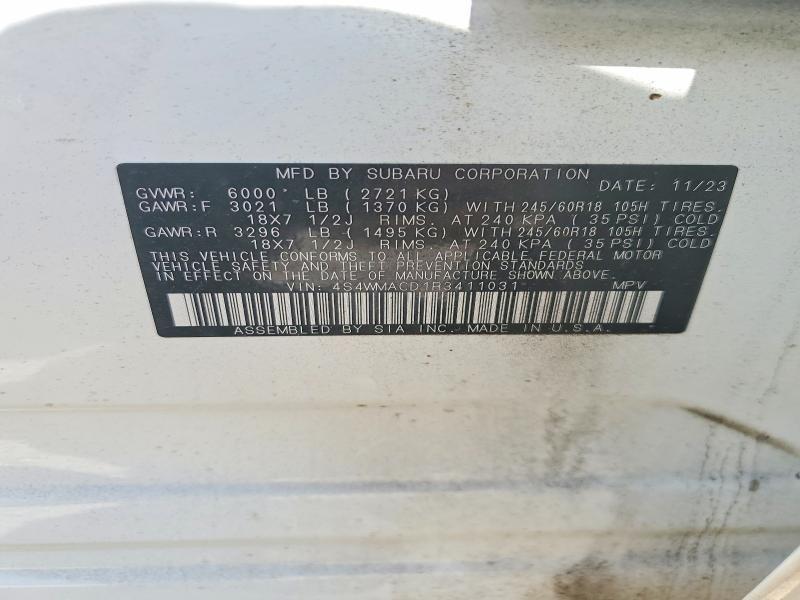 MFD BY SUBARU CORPORATION
GVWR: 6000 LB ( 2721 KG) DATE: 11/23
GAWR:F 3021 LB ( 1370 KG) WITH 245/60R18 105H TIRES.
18X7 1/2J RIMS. AT 240 KPA ( 35 PSI) COLD
GAWR:R 3296 LB ( 1495 KG) WITH 245/60R18 105H TIRES.
18X7 1/2J RIMS. AT 240 KPA ( 35 PSI) COLD
THIS VEHICLE CONFORMS TO ALL APPLICABLE FEDERAL MOTOR
VEHICLE SAFETY AND THEFT PREVENTION STANDARDS
IN EFFECT ON THE DATE OF MANUFACTURE SHOWN ABOVE.
VIN: 4S4WMACD1R3411031 MPV
ASSEMBLED BY SIA INC. MADE IN U.S.A.